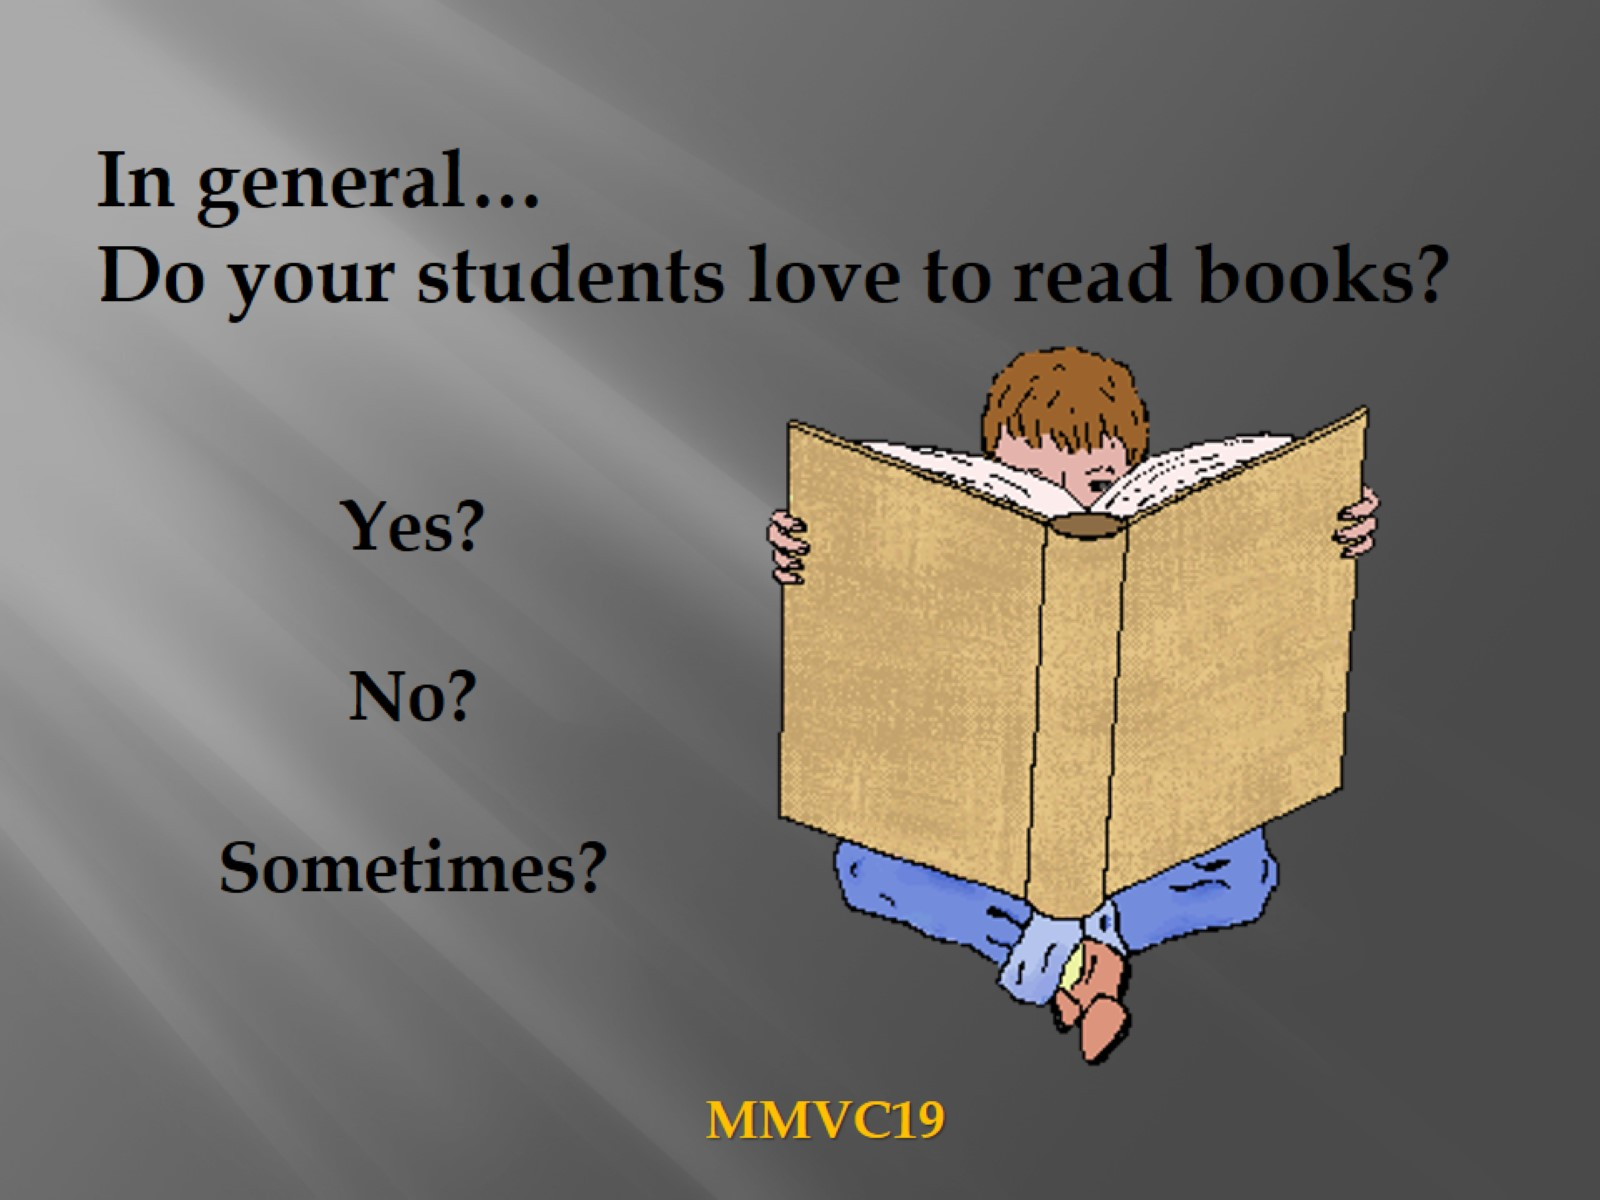 In general…
Do your students love to read books?
Yes?
No?
Sometimes?
MMVC19